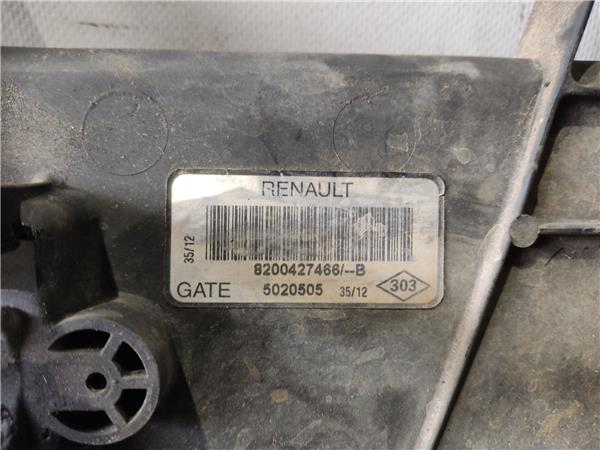 RENAULT
35/12
8200427466/--B
GATE 5020505 35/12 303